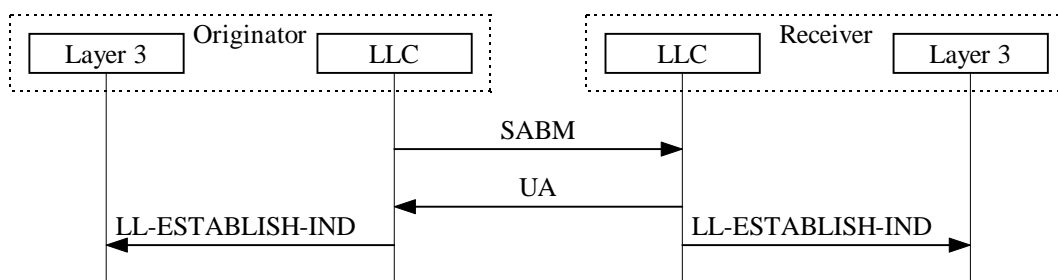 Originator
Receiver
Layer 3
LLC
LLC
Layer 3
SABM
UA
LL-ESTABLISH-IND
LL-ESTABLISH-IND